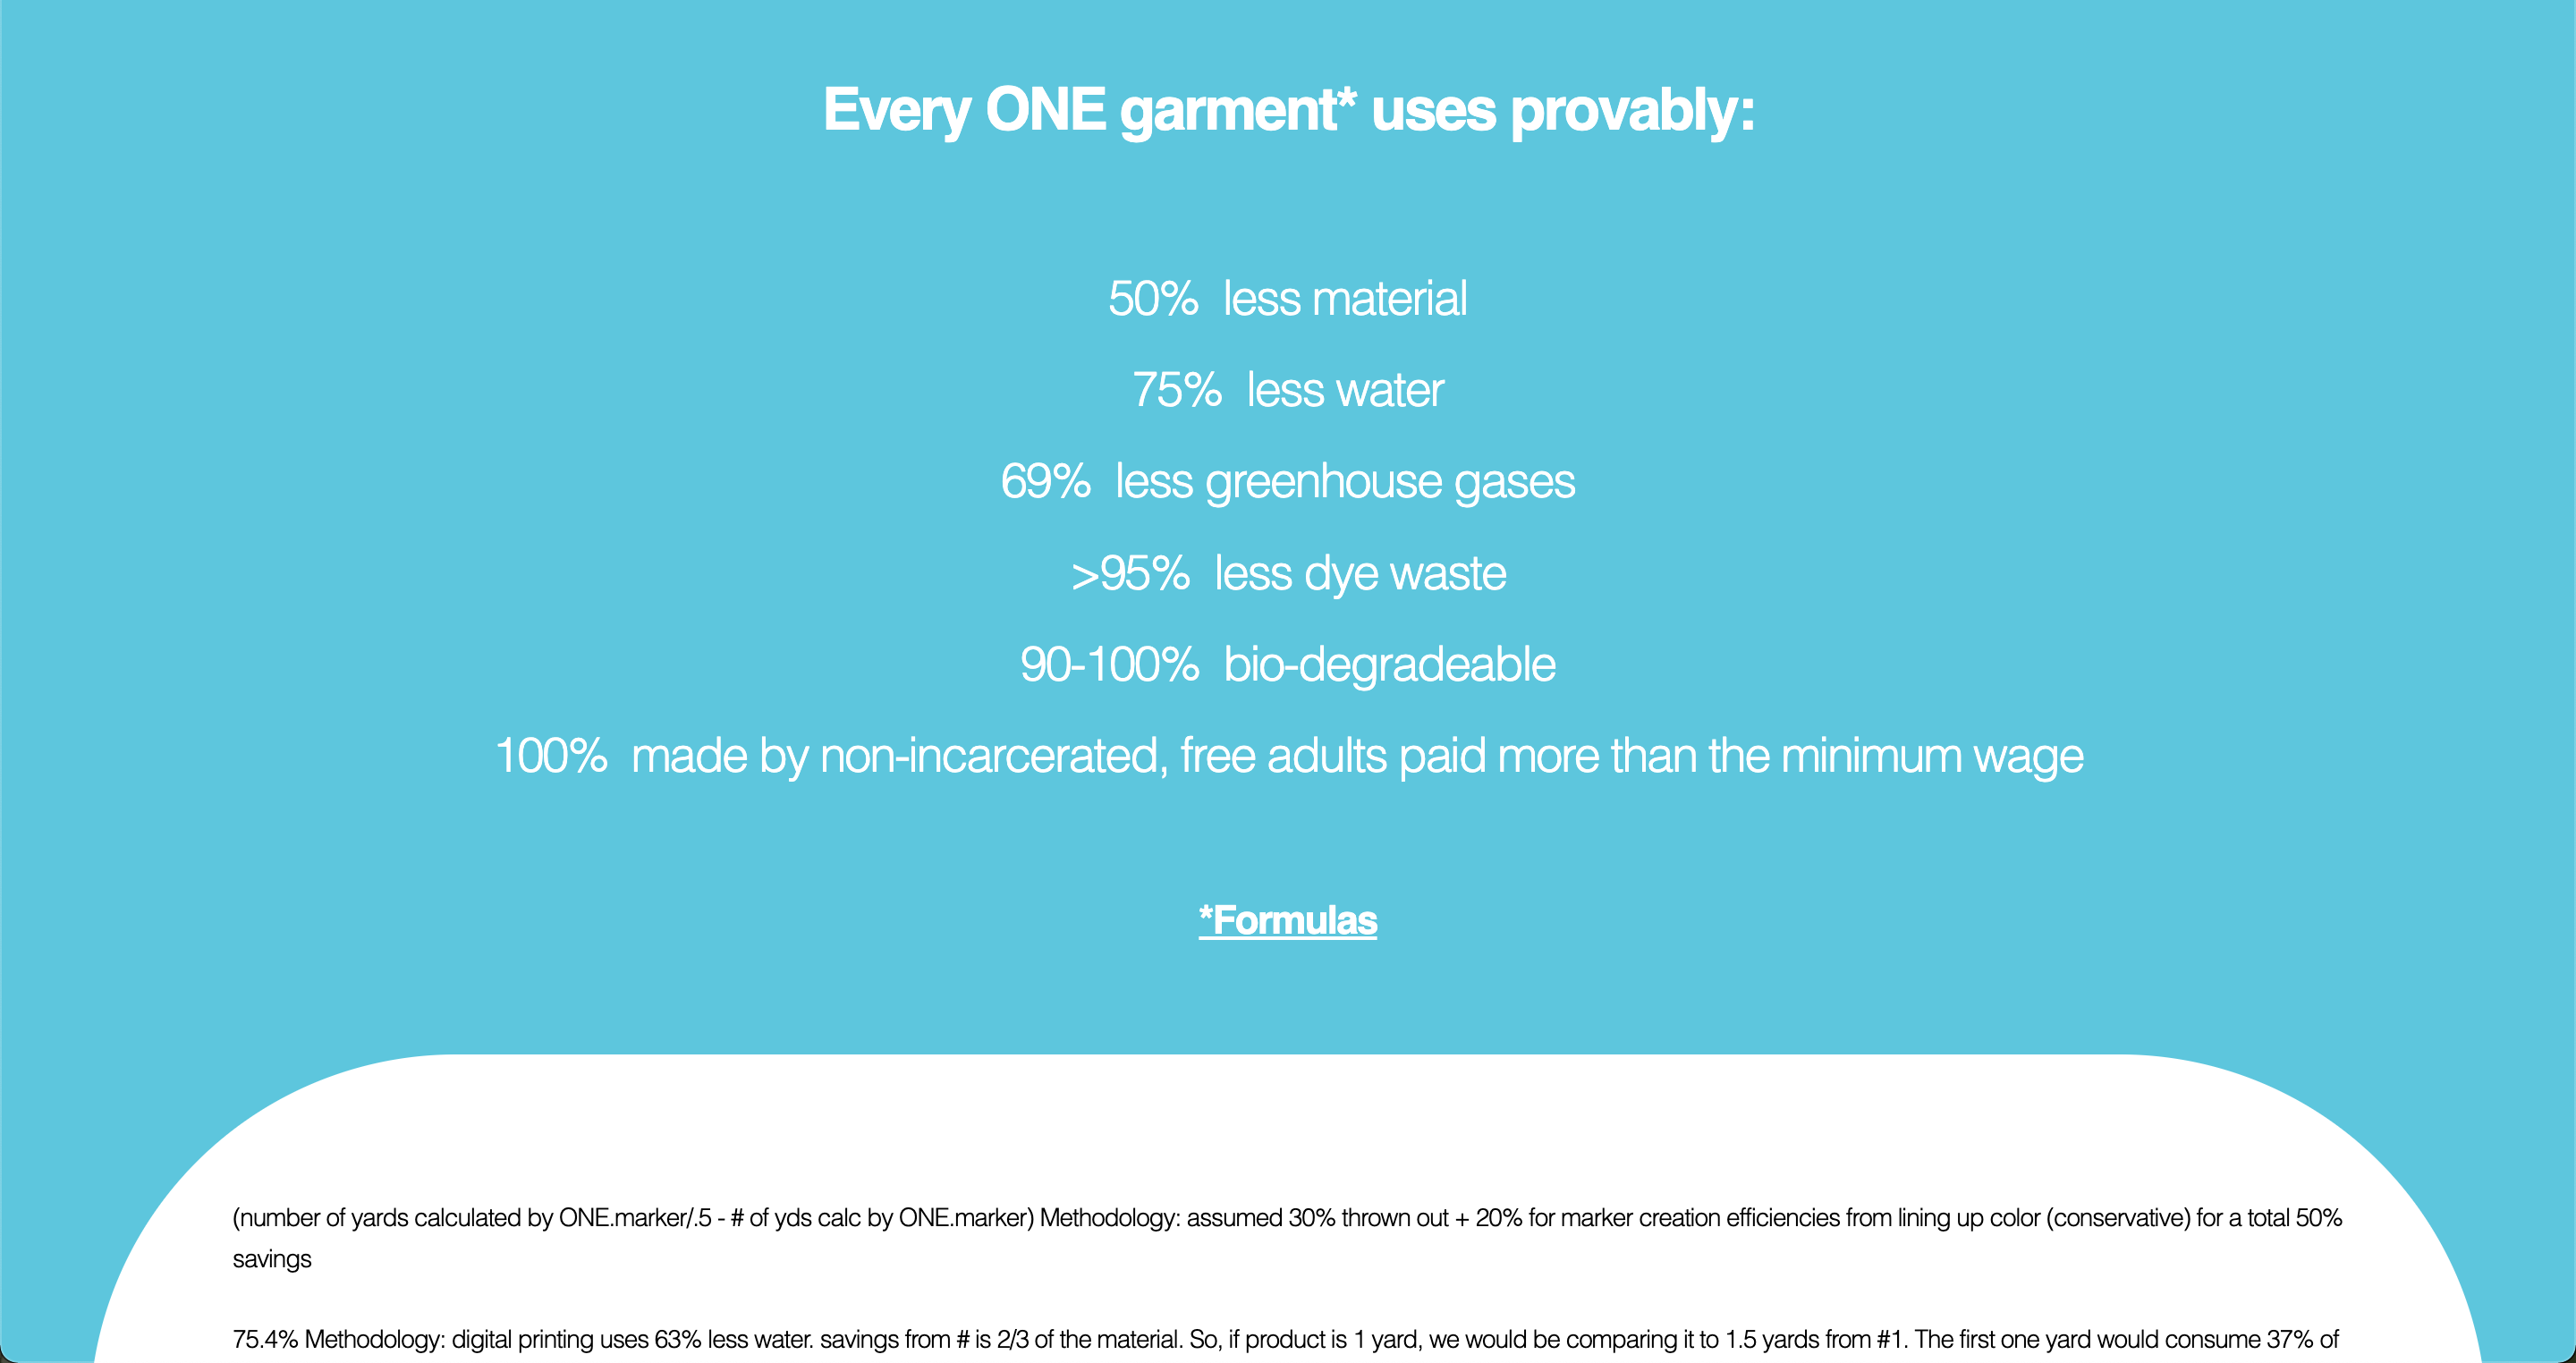 Every ONE garment* uses provably:
50% less material
75% less water
69% less greenhouse gases
>95% less dye waste
90-100% bio-degradeable
100% made by non-incarcerated, free adults paid more than the minimum wage
*Formulas
(number of yards calculated by ONE.marker/.5 - # of yds calc by ONE.marker) Methodology: assumed 30% thrown out + 20% for marker creation efficiencies from lining up color (conservative) for a total 50%
savings
75.4% Methodology: digital printing uses 63% less water. savings from # is 2/3 of the material. So, if product is 1 yard, we would be comparing it to 1.5 yards from #1. The first one yard would consume 37% of